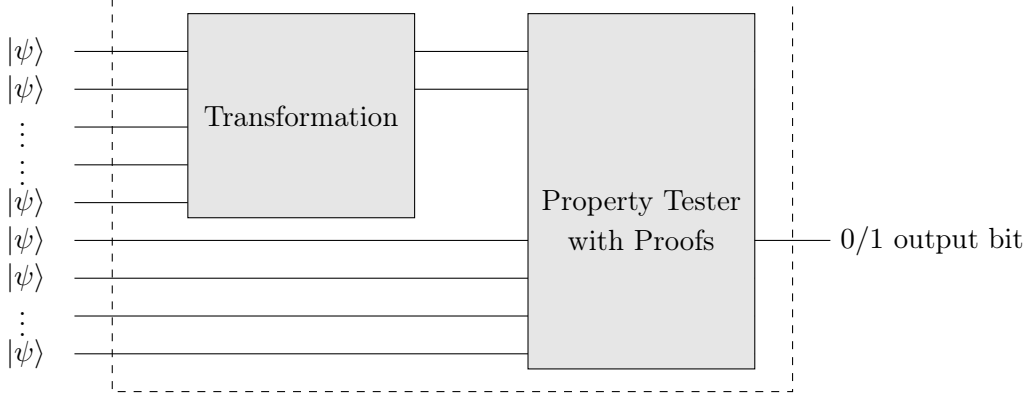 |ψ⟩
|ψ⟩
⋮
⋮
|ψ⟩
|ψ⟩
|ψ⟩
⋮
|ψ⟩
Transformation
Property Tester
with Proofs
0/1 output bit